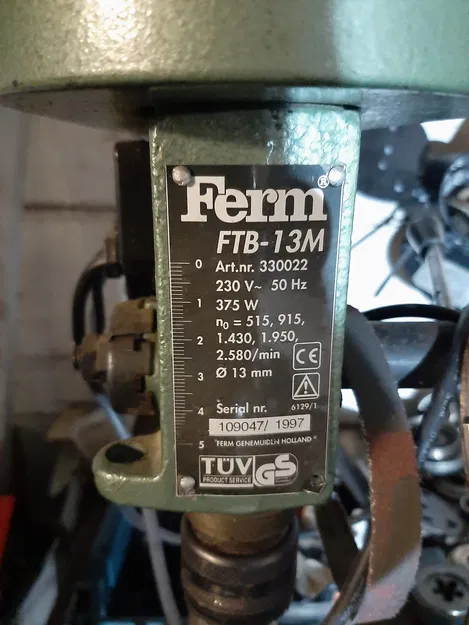 Ferm®
FTB-13M
0 Art.nr. 330022
230 V~ 50 Hz
1 375 W
n₀ = 515, 915,
2 1.430, 1.950,
2.580/min
CE
3 Ø 13 mm
4 Serial nr. 6129/1
109047/ 1997
5 FERM GENEMUIDEN HOLLAND
TÜV GS
PRODUCT SERVICE